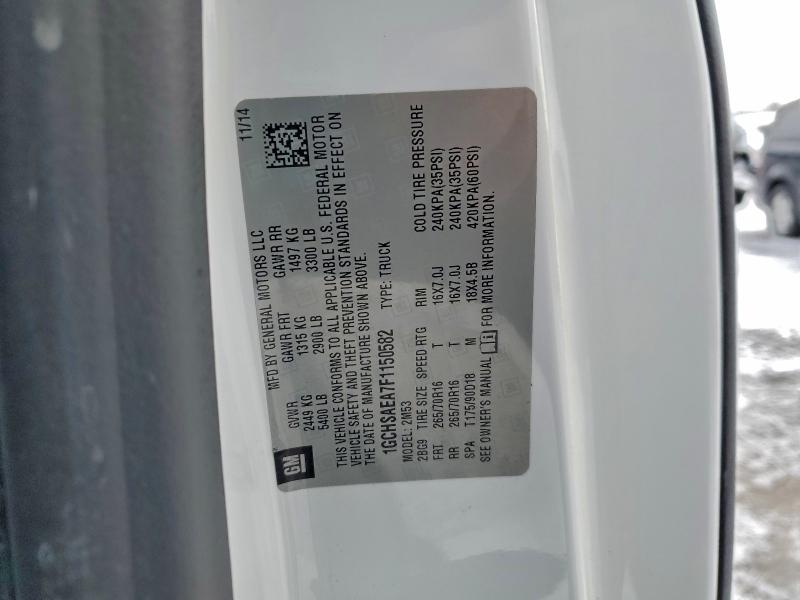 MFD BY GENERAL MOTORS LLC 11/14
GM
GVWR GAWR FRT GAWR RR
2449 KG 1315 KG 1497 KG
5400 LB 2900 LB 3300 LB
THIS VEHICLE CONFORMS TO ALL APPLICABLE U.S. FEDERAL MOTOR
VEHICLE SAFETY AND THEFT PREVENTION STANDARDS IN EFFECT ON
THE DATE OF MANUFACTURE SHOWN ABOVE.
1GCHSAEA7F1150582 TYPE: TRUCK
MODEL: 2M53
2BG9 TIRE SIZE SPEED RTG RIM COLD TIRE PRESSURE
FRT 265/70R16 T 16X7.0J 240KPA(35PSI)
RR 265/70R16 T 16X7.0J 240KPA(35PSI)
SPA T175/90D18 M 18X4.5B 420KPA(60PSI)
SEE OWNER'S MANUAL FOR MORE INFORMATION.